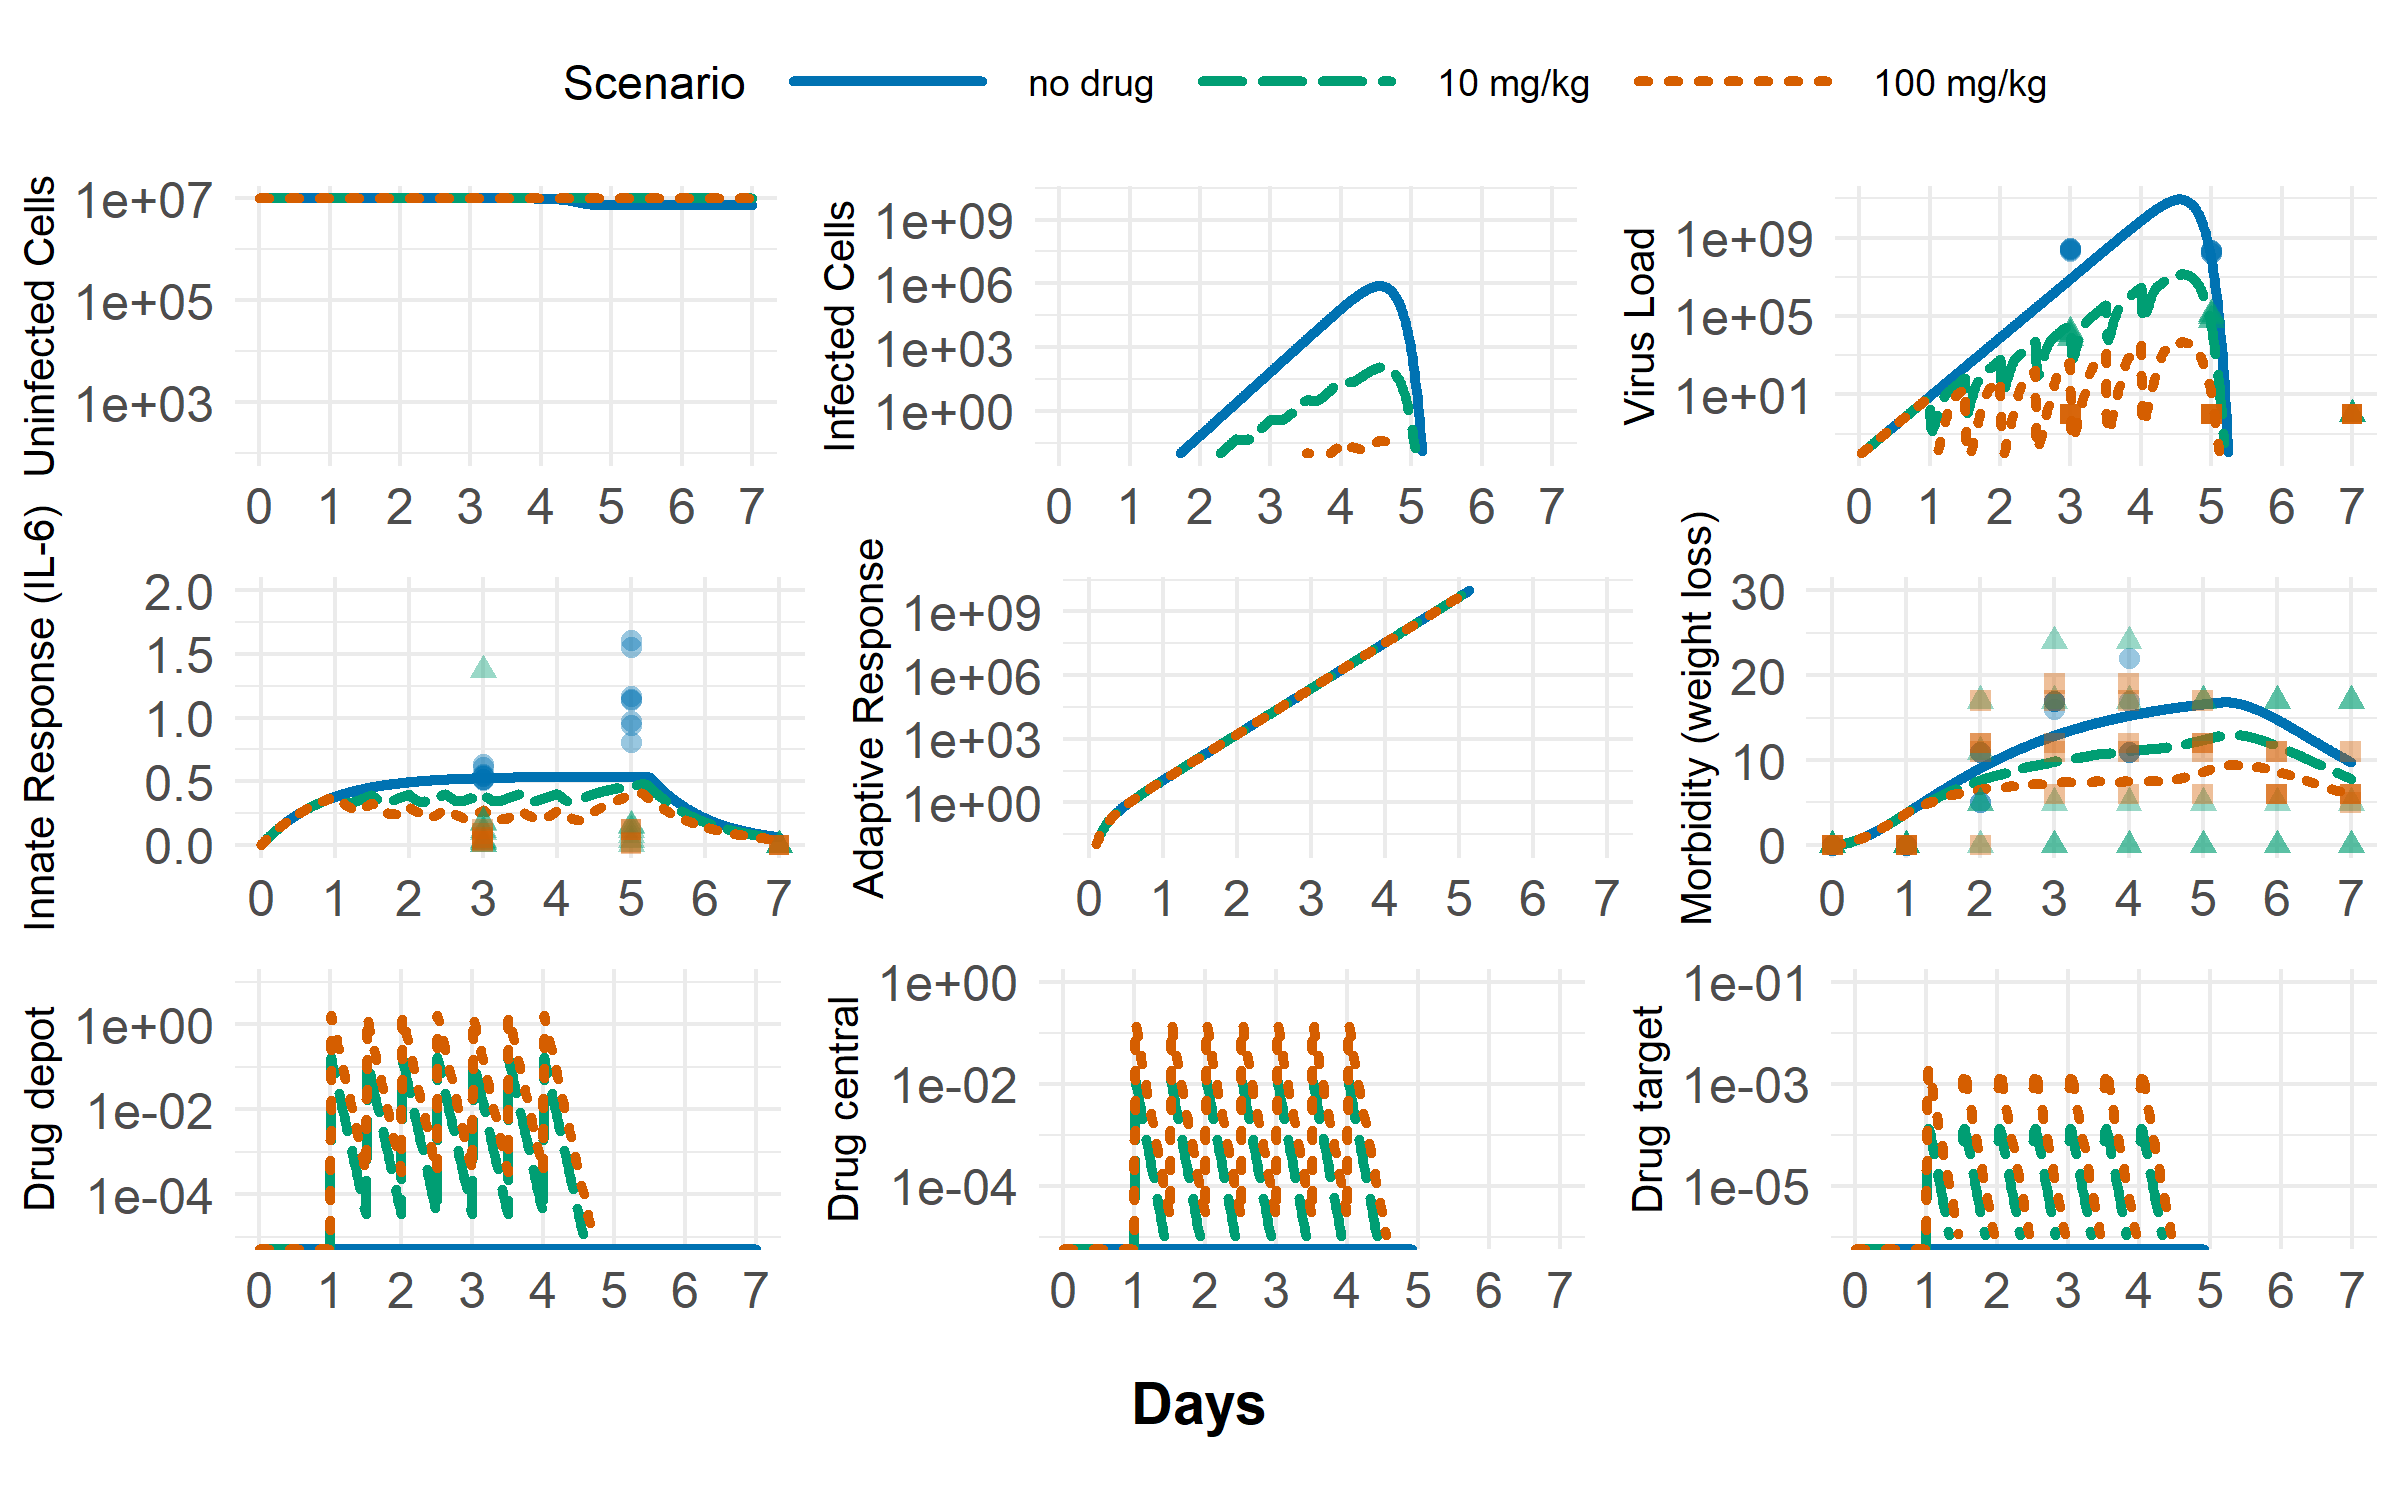 Scenario no drug 10 mg/kg 100 mg/kg
Uninfected Cells
1e+07
1e+05
1e+03
0 1 2 3 4 5 6 7
Infected Cells
1e+09
1e+06
1e+03
1e+00
0 1 2 3 4 5 6 7
Virus Load
1e+09
1e+05
1e+01
0 1 2 3 4 5 6 7
Innate Response (IL-6)
2.0
1.5
1.0
0.5
0.0
0 1 2 3 4 5 6 7
Adaptive Response
1e+09
1e+06
1e+03
1e+00
0 1 2 3 4 5 6 7
Morbidity (weight loss)
30
20
10
0
0 1 2 3 4 5 6 7
Drug depot
1e+00
1e-02
1e-04
0 1 2 3 4 5 6 7
Drug central
1e+00
1e-02
1e-04
0 1 2 3 4 5 6 7
Drug target
1e-01
1e-03
1e-05
0 1 2 3 4 5 6 7
Days